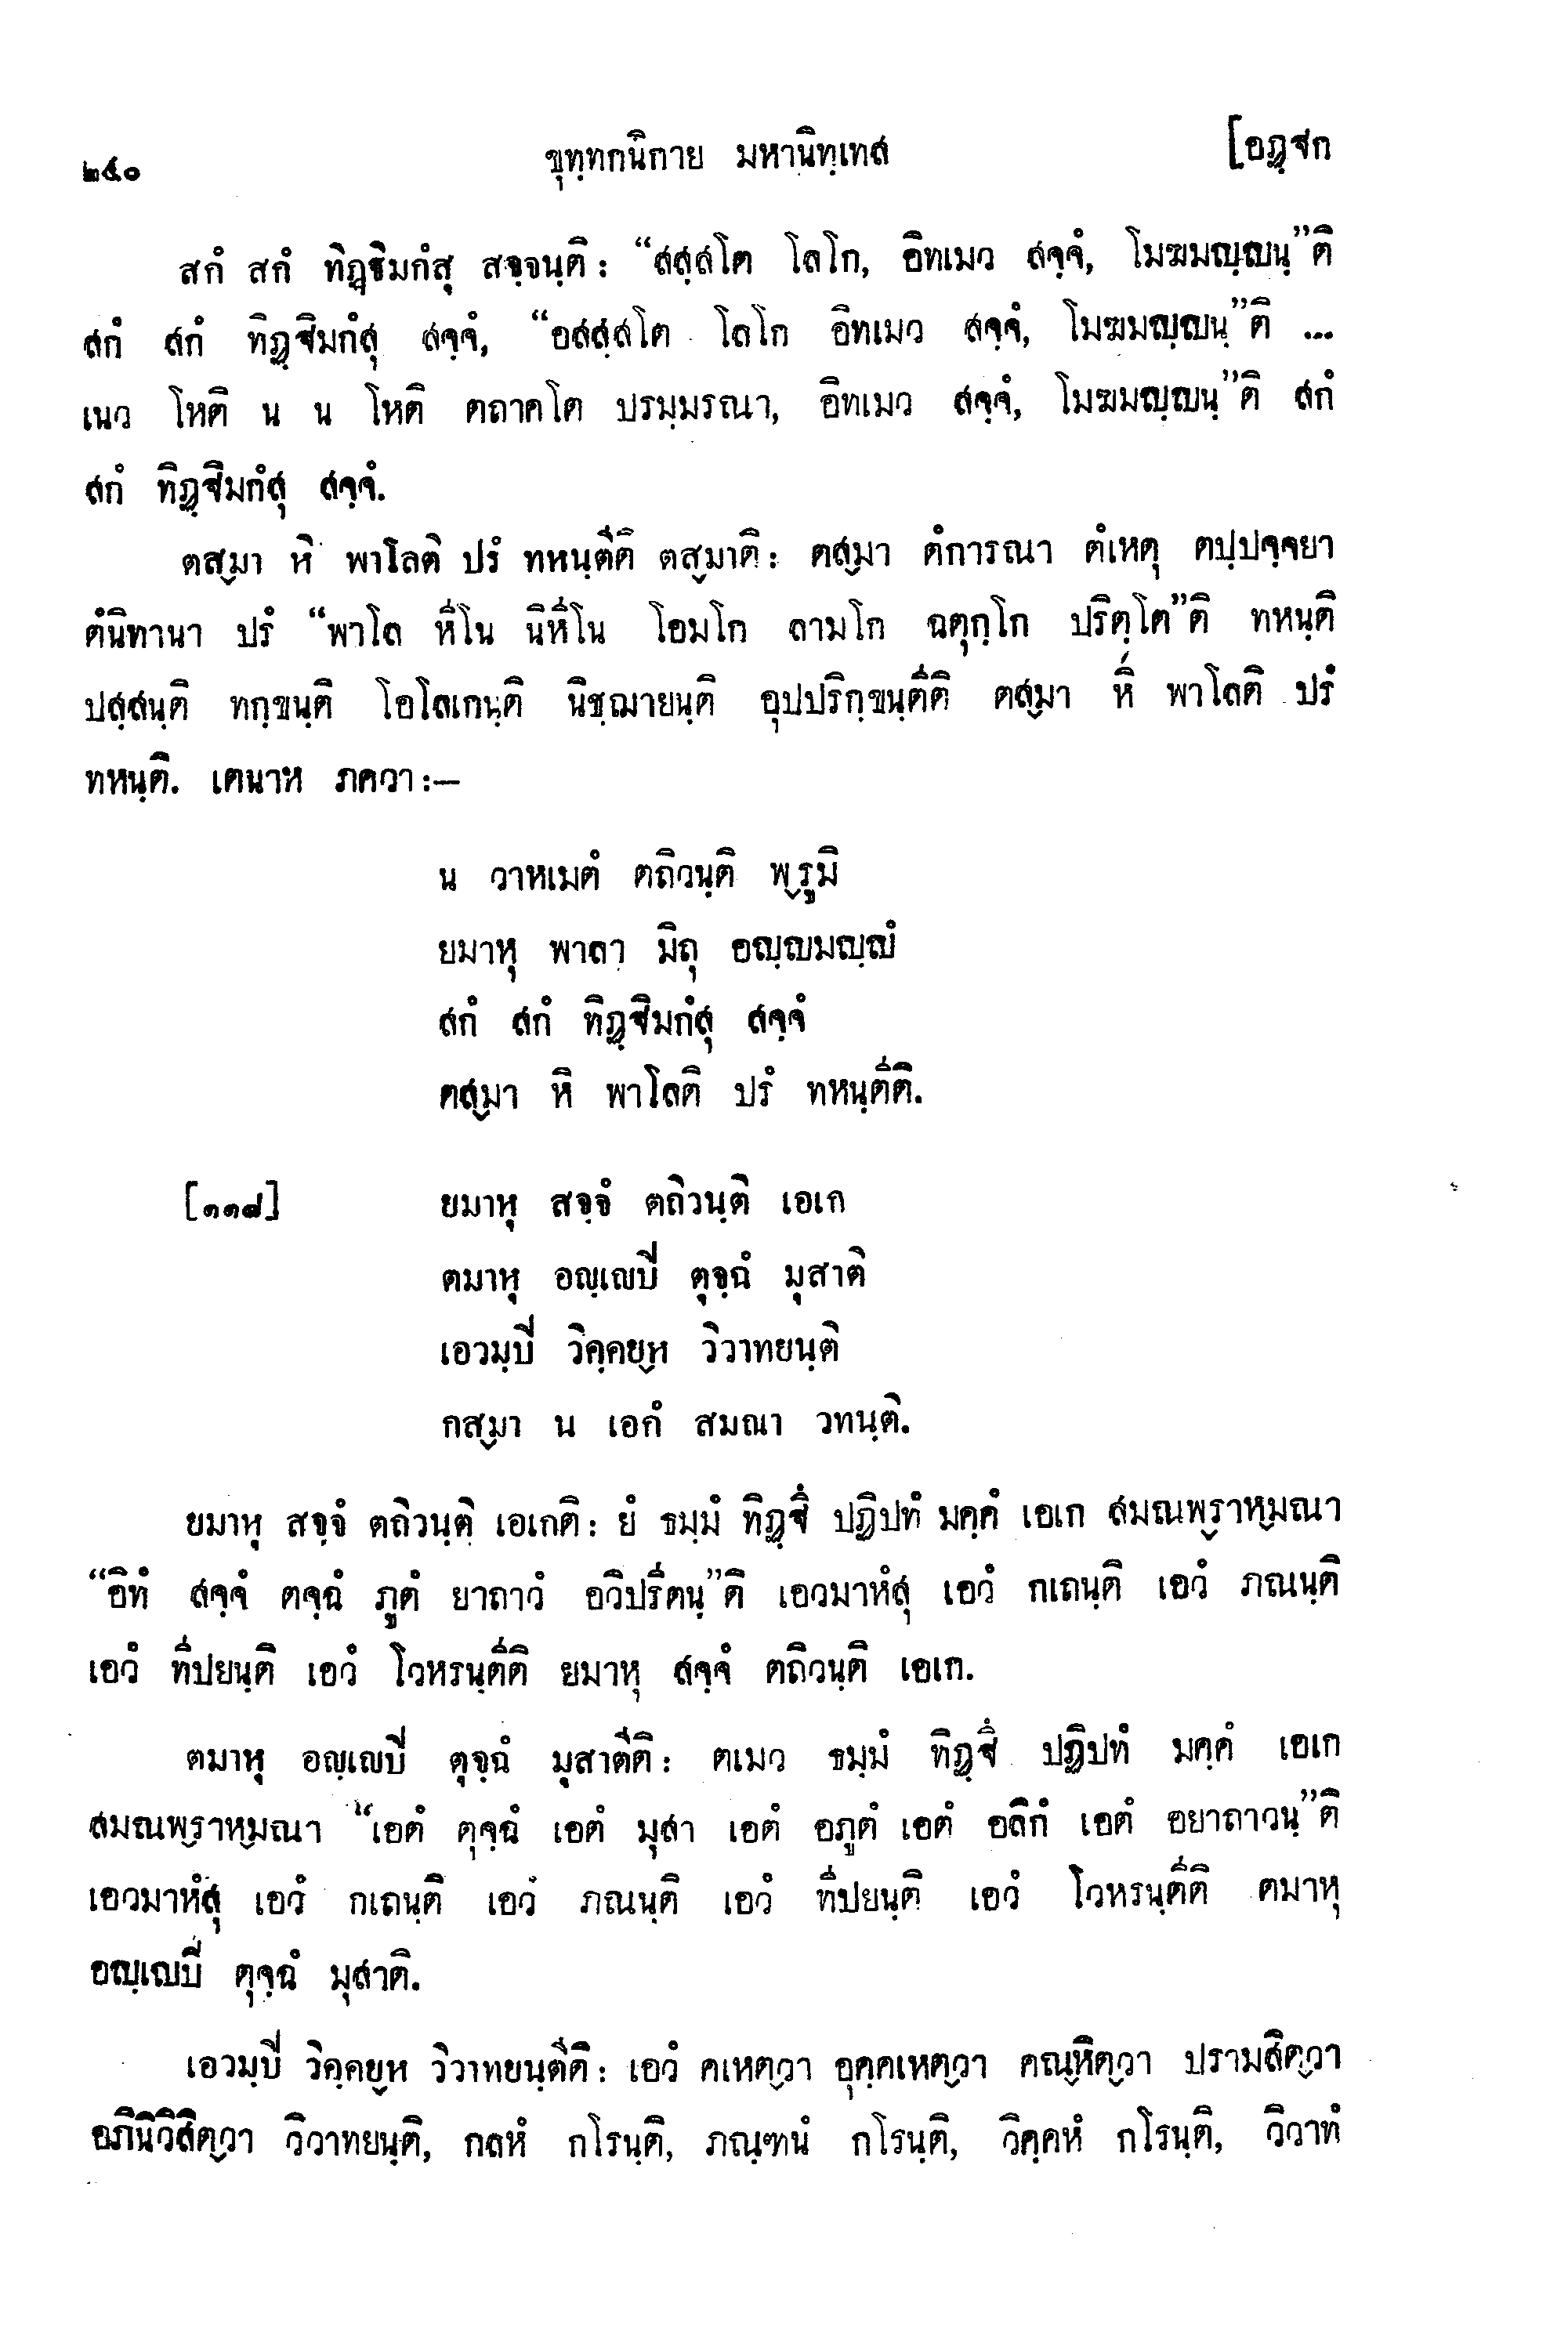 ๒๔๐ ขุทฺทกนิกาย มหานิทฺเทส [อฏฺฐก
สกํ สกํ ทิฏฺฐิมกํสุ สจฺจนฺติ: “สสฺสโต โลโก, อิทเมว สจฺจํ, โมฆมญฺญนฺ”ติ
สกํ สกํ ทิฏฺฐิมกํสุ สจฺจํ, “อสสฺสโต โลโก อิทเมว สจฺจํ, โมฆมญฺญนฺ”ติ ...
เนว โหติ น น โหติ ตถาคโต ปรมฺมรณา, อิทเมว สจฺจํ, โมฆมญฺญนฺ”ติ สกํ
สกํ ทิฏฺฐิมกํสุ สจฺจํ.
ตสฺมา หิ พาโลติ ปรํ ทหนฺตีติ ตสฺมาติ: ตสฺมา ตํการณา ตํเหตุ ตปฺปจฺจยา
ตํนิทานา ปรํ “พาโล หีโน นิหีโน โอมโก ลามโก ฉตุกฺโก ปริตฺโต”ติ ทหนฺติ
ปสฺสนฺติ ทกฺขนฺติ โอโลเกนฺติ นิชฺฌายนฺติ อุปปริกฺขนฺตีติ ตสฺมา หิ พาโลติ ปรํ
ทหนฺติ. เตนาห ภควา:—
น วาหเมตํ ตถิวนฺติ พฺรูมิ
ยมาหุ พาลา มิถุ อญฺญมญฺญํ
สกํ สกํ ทิฏฺฐิมกํสุ สจฺจํ
ตสฺมา หิ พาโลติ ปรํ ทหนฺตีติ.
[๑๑๘] ยมาหุ สจฺจํ ตถิวนฺติ เอเก
ตมาหุ อญฺเญปี ตุจฺฉํ มุสาติ
เอวมฺปี วิคฺคยฺห วิวาทยนฺติ
กสฺมา น เอกํ สมณา วทนฺติ.
ยมาหุ สจฺจํ ตถิวนฺติ เอเกติ: ยํ ธมฺมํ ทิฏฺฐึ ปฏิปทํ มคฺคํ เอเก สมณพฺราหฺมณา
“อิทํ สจฺจํ ตจฺฉํ ภูตํ ยาถาวํ อวิปรีตนฺ”ติ เอวมาหํสุ เอวํ กเถนฺติ เอวํ ภณนฺติ
เอวํ ทีปยนฺติ เอวํ โวหรนฺตีติ ยมาหุ สจฺจํ ตถิวนฺติ เอเก.
ตมาหุ อญฺเญปี ตุจฺฉํ มุสาตีติ: ตเมว ธมฺมํ ทิฏฺฐึ ปฏิปทํ มคฺคํ เอเก
สมณพฺราหฺมณา “เอตํ ตุจฺฉํ เอตํ มุสา เอตํ อภูตํ เอตํ อลิกํ เอตํ อยาถาวนฺ”ติ
เอวมาหํสุ เอวํ กเถนฺติ เอวํ ภณนฺติ เอวํ ทีปยนฺติ เอวํ โวหรนฺตีติ ตมาหุ
อญฺเญปี ตุจฺฉํ มุสาติ.
เอวมฺปี วิคฺคยฺห วิวาทยนฺตีติ: เอวํ คเหตฺวา อุคฺคเหตฺวา คณฺหิตฺวา ปรามสิตฺวา
อภินิวิสิตฺวา วิวาทยนฺติ, กลหํ กโรนฺติ, ภณฺฑนํ กโรนฺติ, วิคฺคหํ กโรนฺติ, วิวาทํ